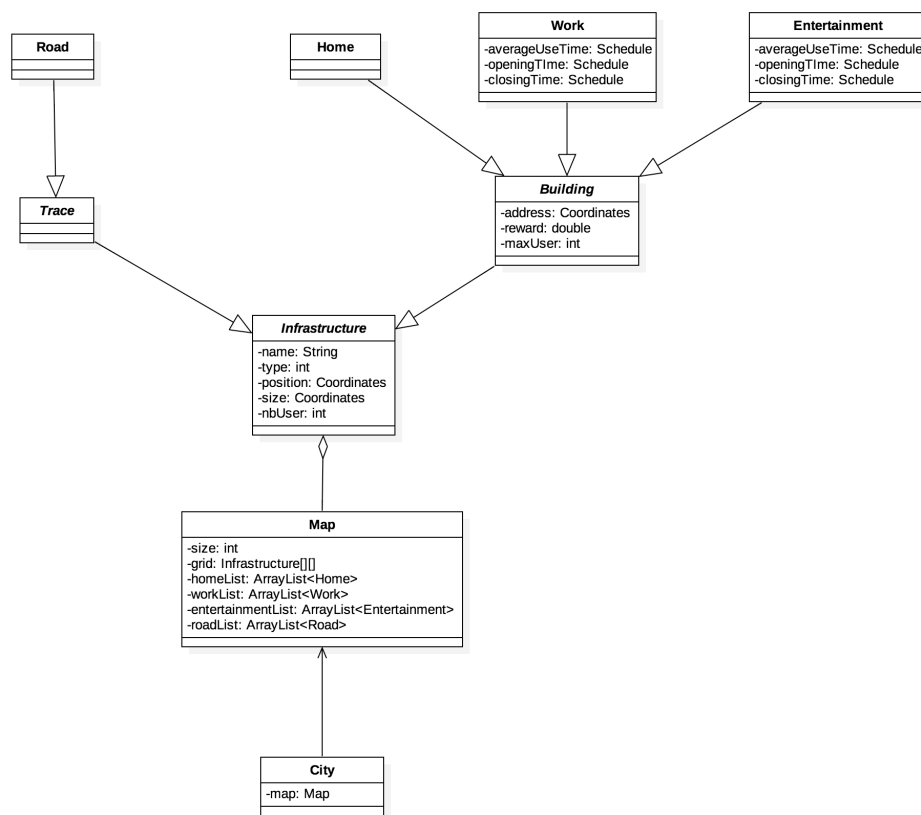 Road
Home
Work
-averageUseTime: Schedule
-openingTIme: Schedule
-closingTime: Schedule
Entertainment
-averageUseTime: Schedule
-openingTIme: Schedule
-closingTime: Schedule
Trace
Building
-address: Coordinates
-reward: double
-maxUser: int
Infrastructure
-name: String
-type: int
-position: Coordinates
-size: Coordinates
-nbUser: int
Map
-size: int
-grid: Infrastructure[][]
-homeList: ArrayList<Home>
-workList: ArrayList<Work>
-entertainmentList: ArrayList<Entertainment>
-roadList: ArrayList<Road>
City
-map: Map